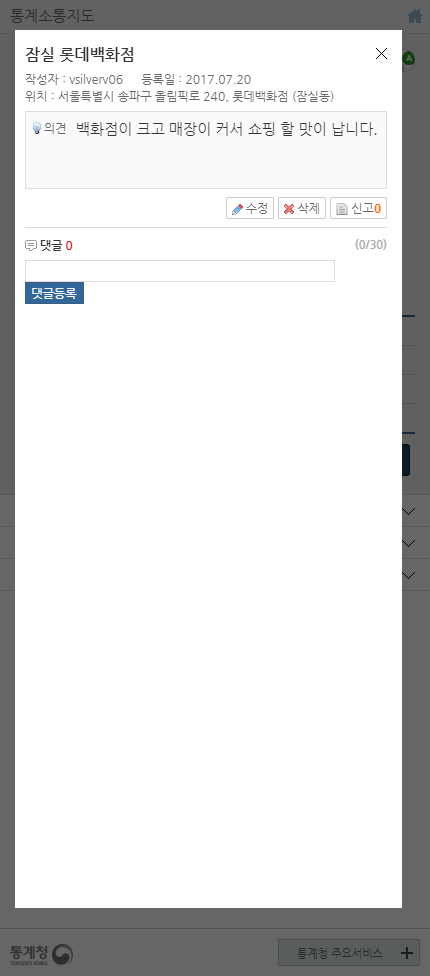 통계소통지도
잠실 롯데백화점
작성자 : vsilverv06 등록일 : 2017.07.20
위치 : 서울특별시 송파구 올림픽로 240, 롯데백화점 (잠실동)
의견 백화점이 크고 매장이 커서 쇼핑 할 맛이 납니다.
수정 삭제 신고0
댓글 0 (0/30)
댓글등록
A
통계청 통계청 주요서비스
STATISTICS KOREA